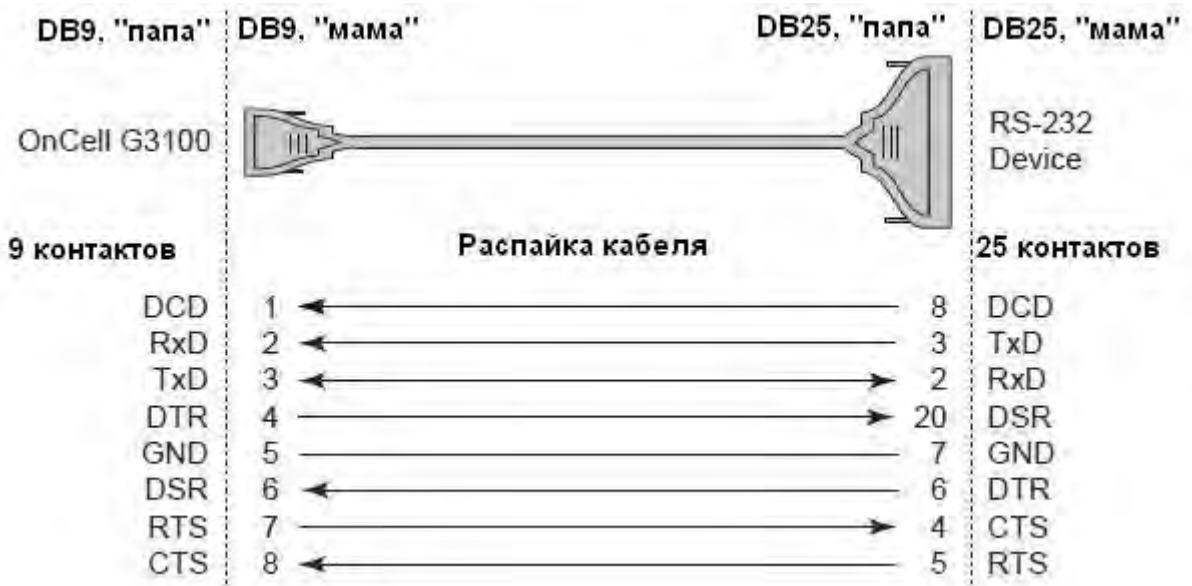 DB9, "папа" DB9, "мама" DB25, "папа" DB25, "мама"
OnCell G3100 RS-232
Device
9 контактов Распайка кабеля 25 контактов
DCD 1 8 DCD
RxD 2 3 TxD
TxD 3 2 RxD
DTR 4 20 DSR
GND 5 7 GND
DSR 6 6 DTR
RTS 7 4 CTS
CTS 8 5 RTS